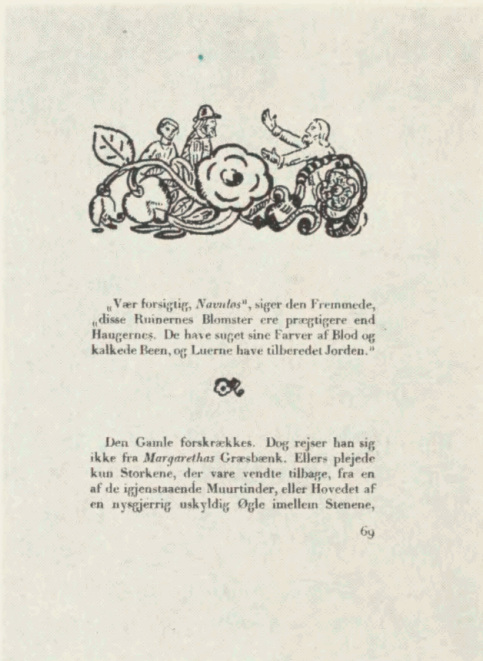 „Vær forsigtig, Navnløs", siger den Fremmede,
„disse Ruinernes Blomster ere prægtigere end
Haugernes. De have suget sine Farver af Blod og
kalkede Been, og Luerne have tilberedet Jorden."
Den Gamle forskrækkes. Dog rejser han sig
ikke fra Margarethas Græsbænk. Ellers plejede
kun Storkene, der vare vendte tilbage, fra en
af de igjenstaaende Muurtinder, eller Hovedet af
en nysgjerrig uskyldig Øgle imellem Stenene,
69